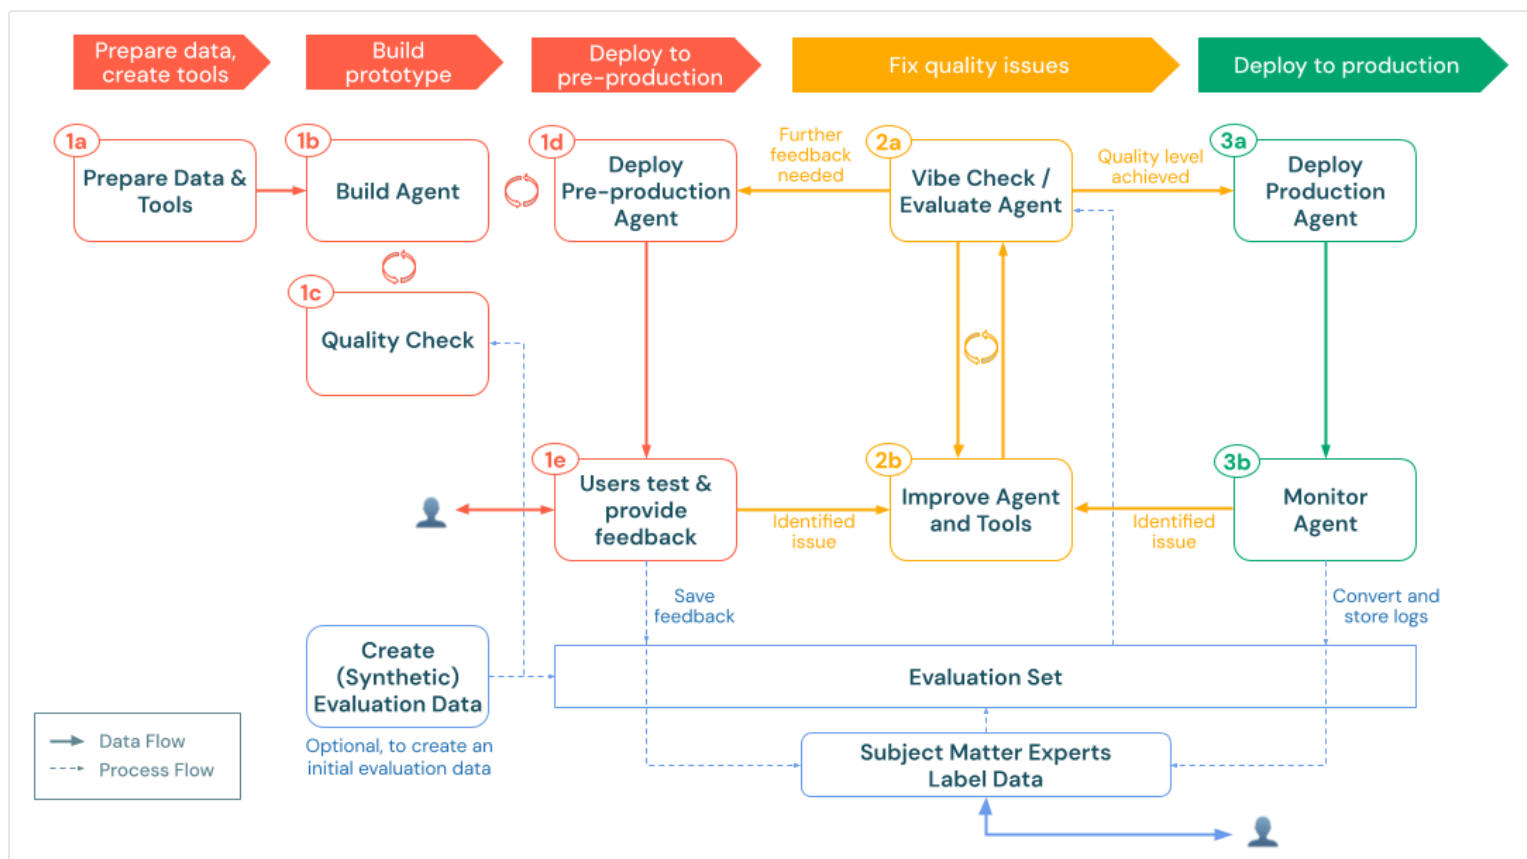 Prepare data,
create tools
Build
prototype
Deploy to
pre-production
Fix quality issues
Deploy to production
1a
Prepare Data &
Tools
1b
Build Agent
1c
Quality Check
1d
Deploy
Pre-production
Agent
Further
feedback
needed
2a
Vibe Check /
Evaluate Agent
Quality level
achieved
3a
Deploy
Production
Agent
1e
Users test &
provide
feedback
Identified
issue
2b
Improve Agent
and Tools
Identified
issue
3b
Monitor
Agent
Save
feedback
Convert and
store logs
Create
(Synthetic)
Evaluation Data
Optional, to create an
initial evaluation data
Evaluation Set
Subject Matter Experts
Label Data
Data Flow
Process Flow